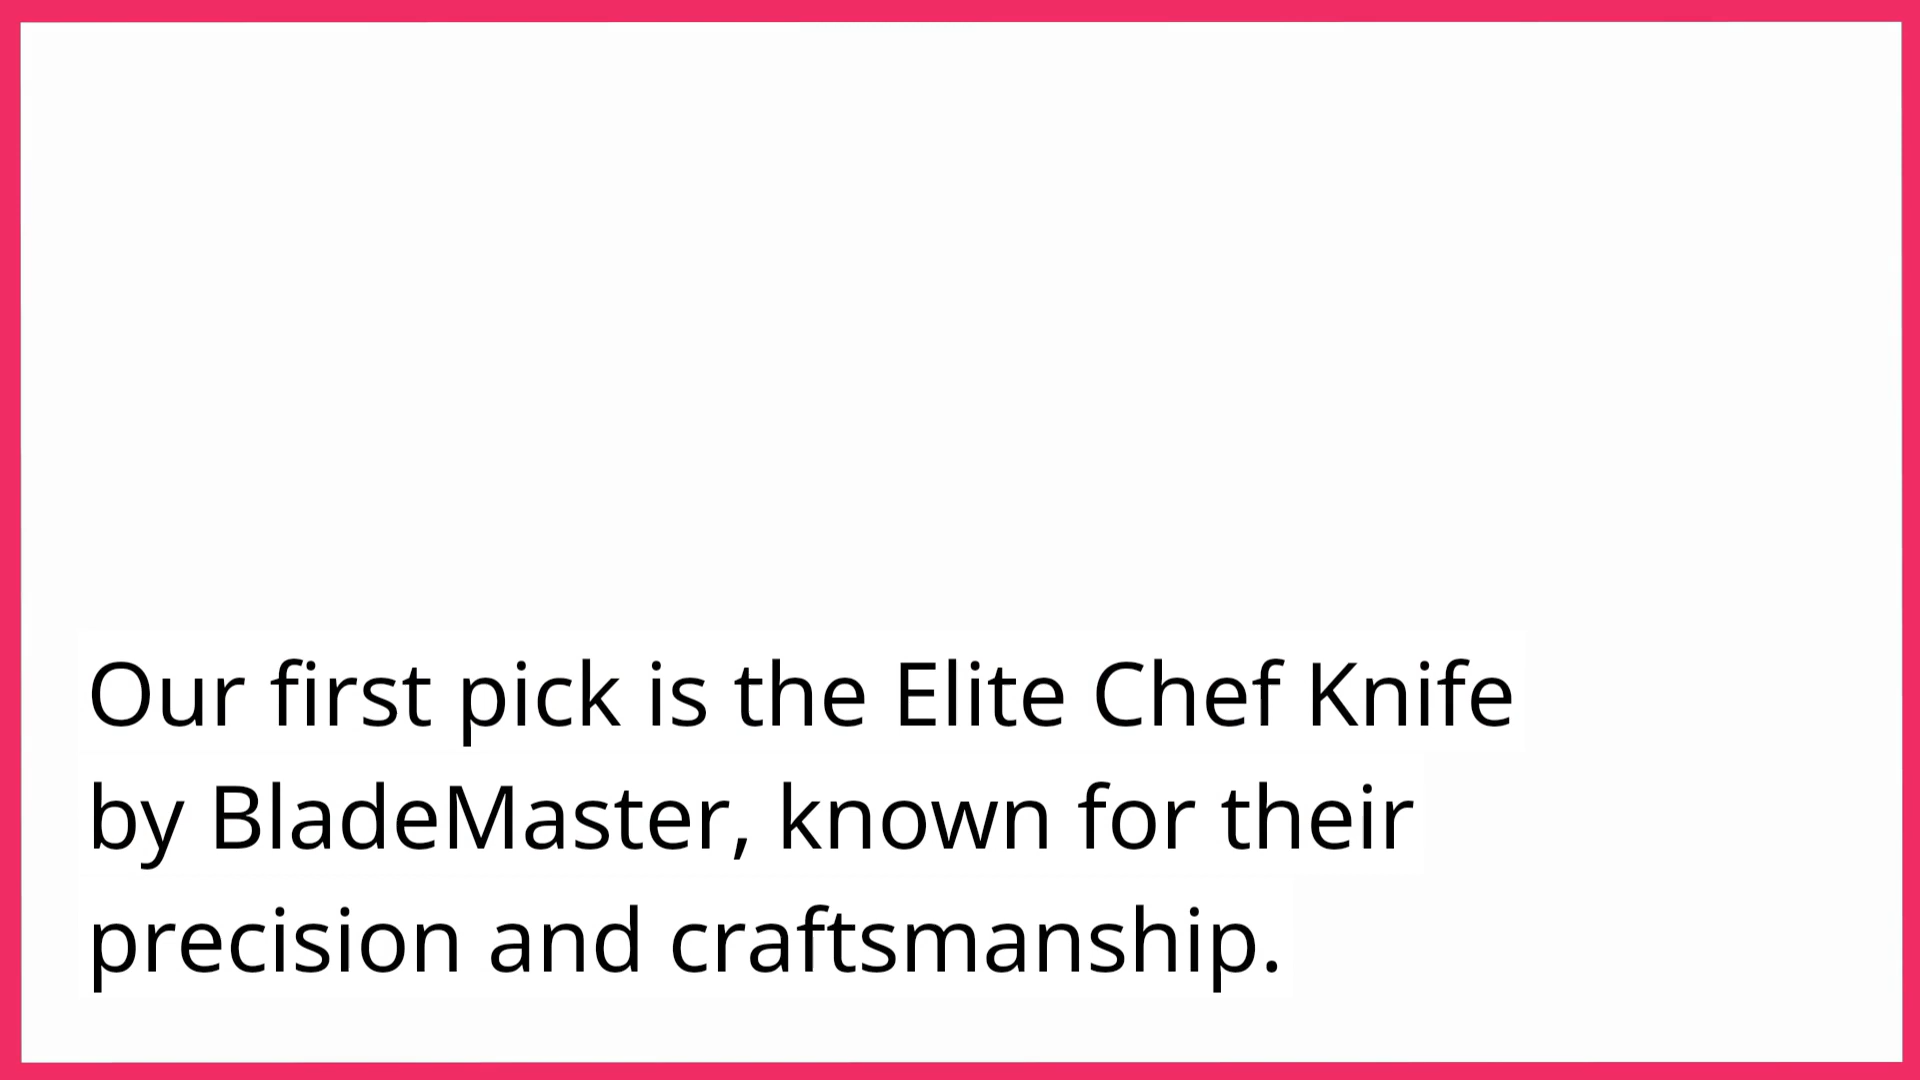 Our first pick is the Elite Chef Knife
by BladeMaster, known for their
precision and craftsmanship.